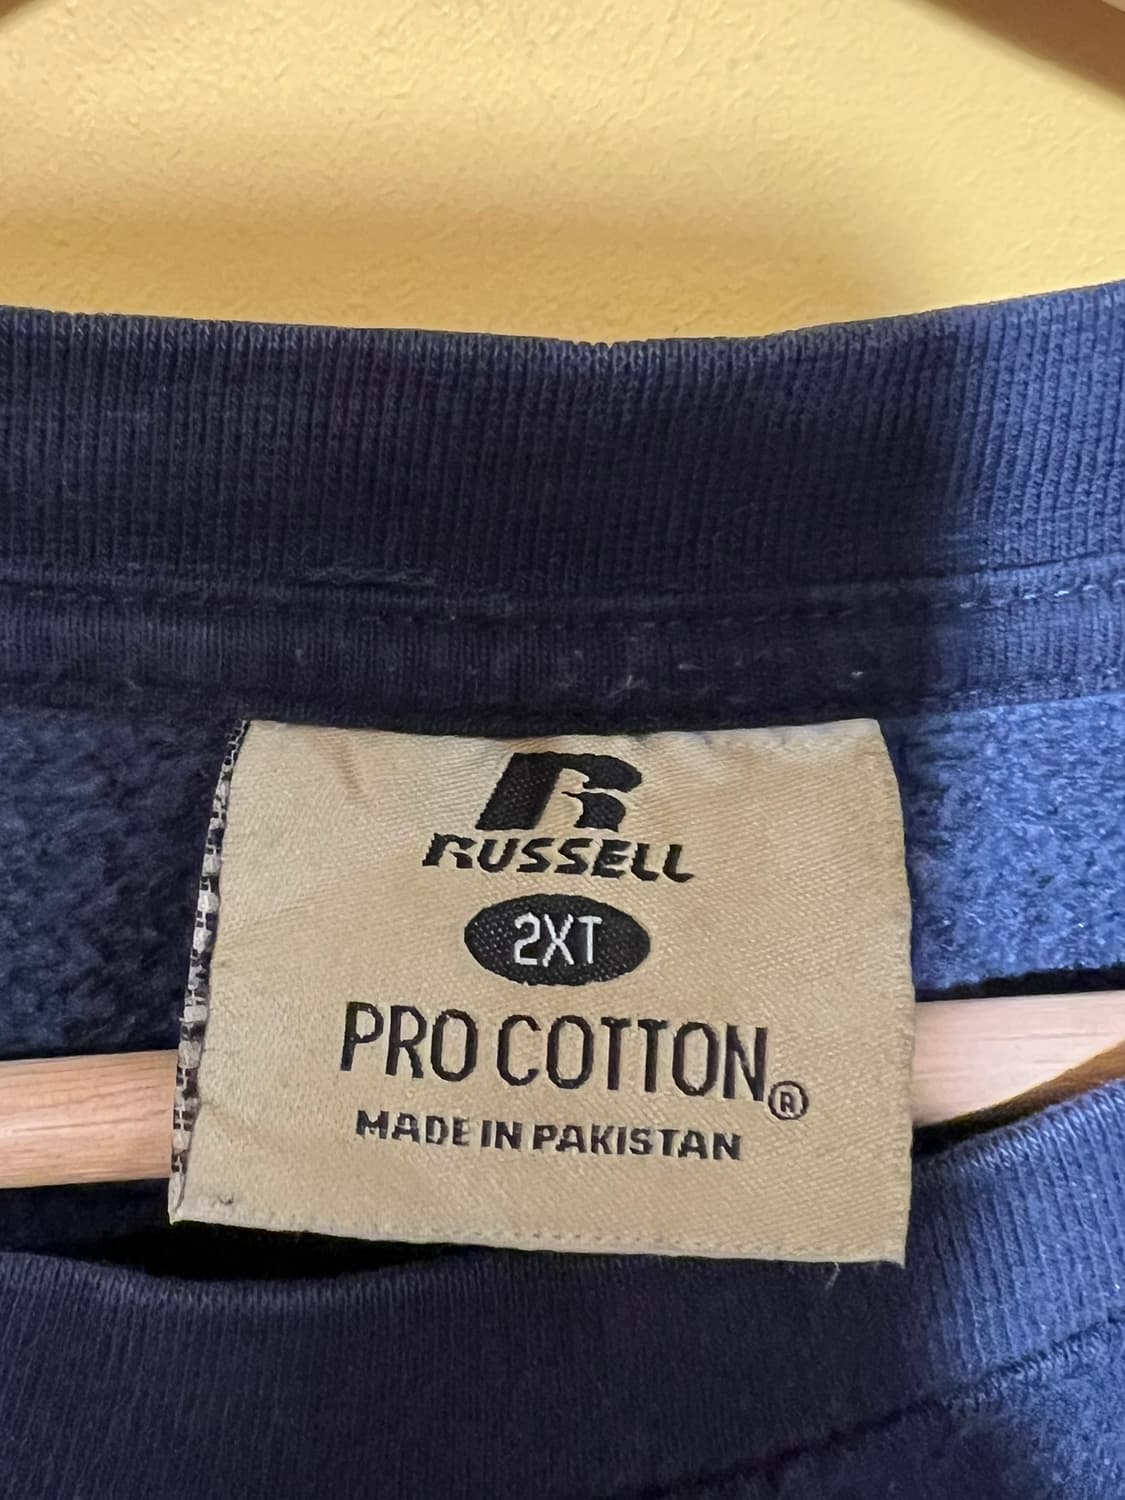 R
RUSSELL
2XT
PRO COTTON®
MADE IN PAKISTAN